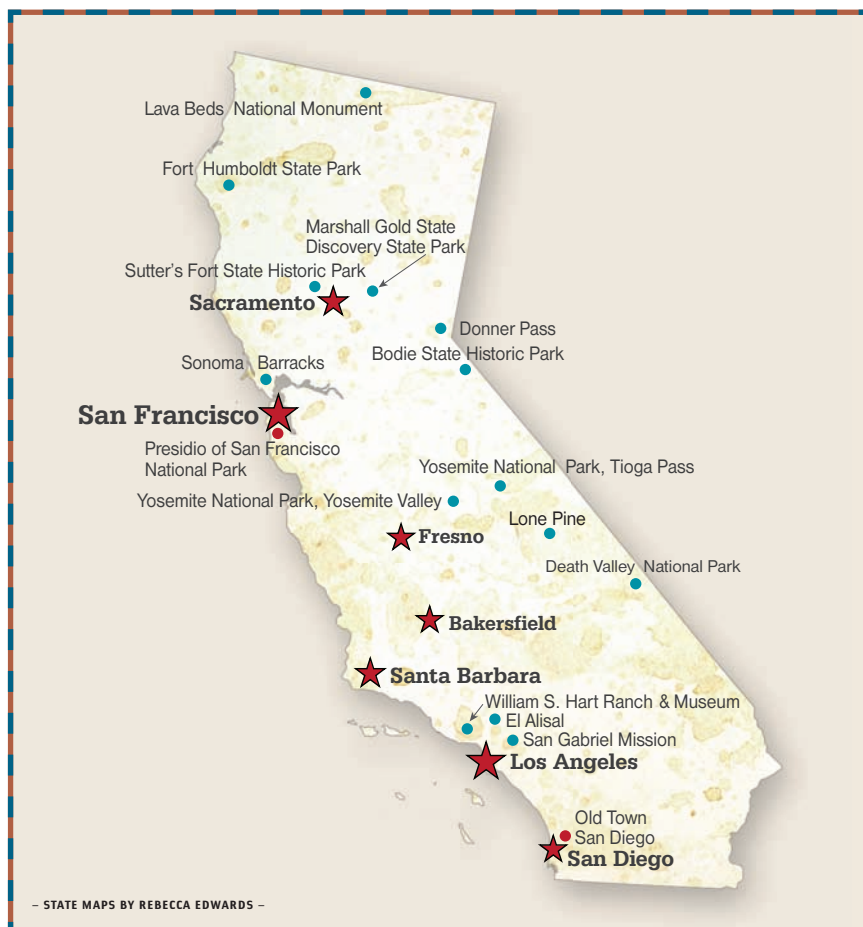 Lava Beds National Monument
Fort Humboldt State Park
Marshall Gold State
Discovery State Park
Sutter's Fort State Historic Park
Sacramento
Donner Pass
Bodie State Historic Park
Sonoma Barracks
San Francisco
Presidio of San Francisco
National Park
Yosemite National Park, Tioga Pass
Yosemite National Park, Yosemite Valley
Lone Pine
Fresno
Death Valley National Park
Bakersfield
Santa Barbara
William S. Hart Ranch & Museum
El Alisal
San Gabriel Mission
Los Angeles
Old Town
San Diego
San Diego
– STATE MAPS BY REBECCA EDWARDS –